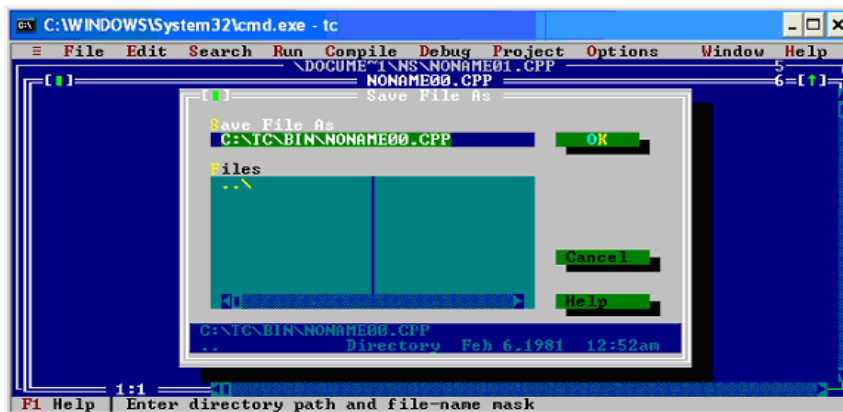 C:\WINDOWS\System32\cmd.exe - tc
≡ File Edit Search Run Compile Debug Project Options Window Help
\DOCUME~1\NS\NONAME01.CPP 5
[■] NONAME00.CPP 6=[↑]
[■] Save File As
Save File As
C:\TC\BIN\NONAME00.CPP OK
Files
..\
Cancel
Help
C:\TC\BIN\NONAME00.CPP
.. Directory Feb 6,1981 12:52am
1:1
F1 Help | Enter directory path and file-name mask